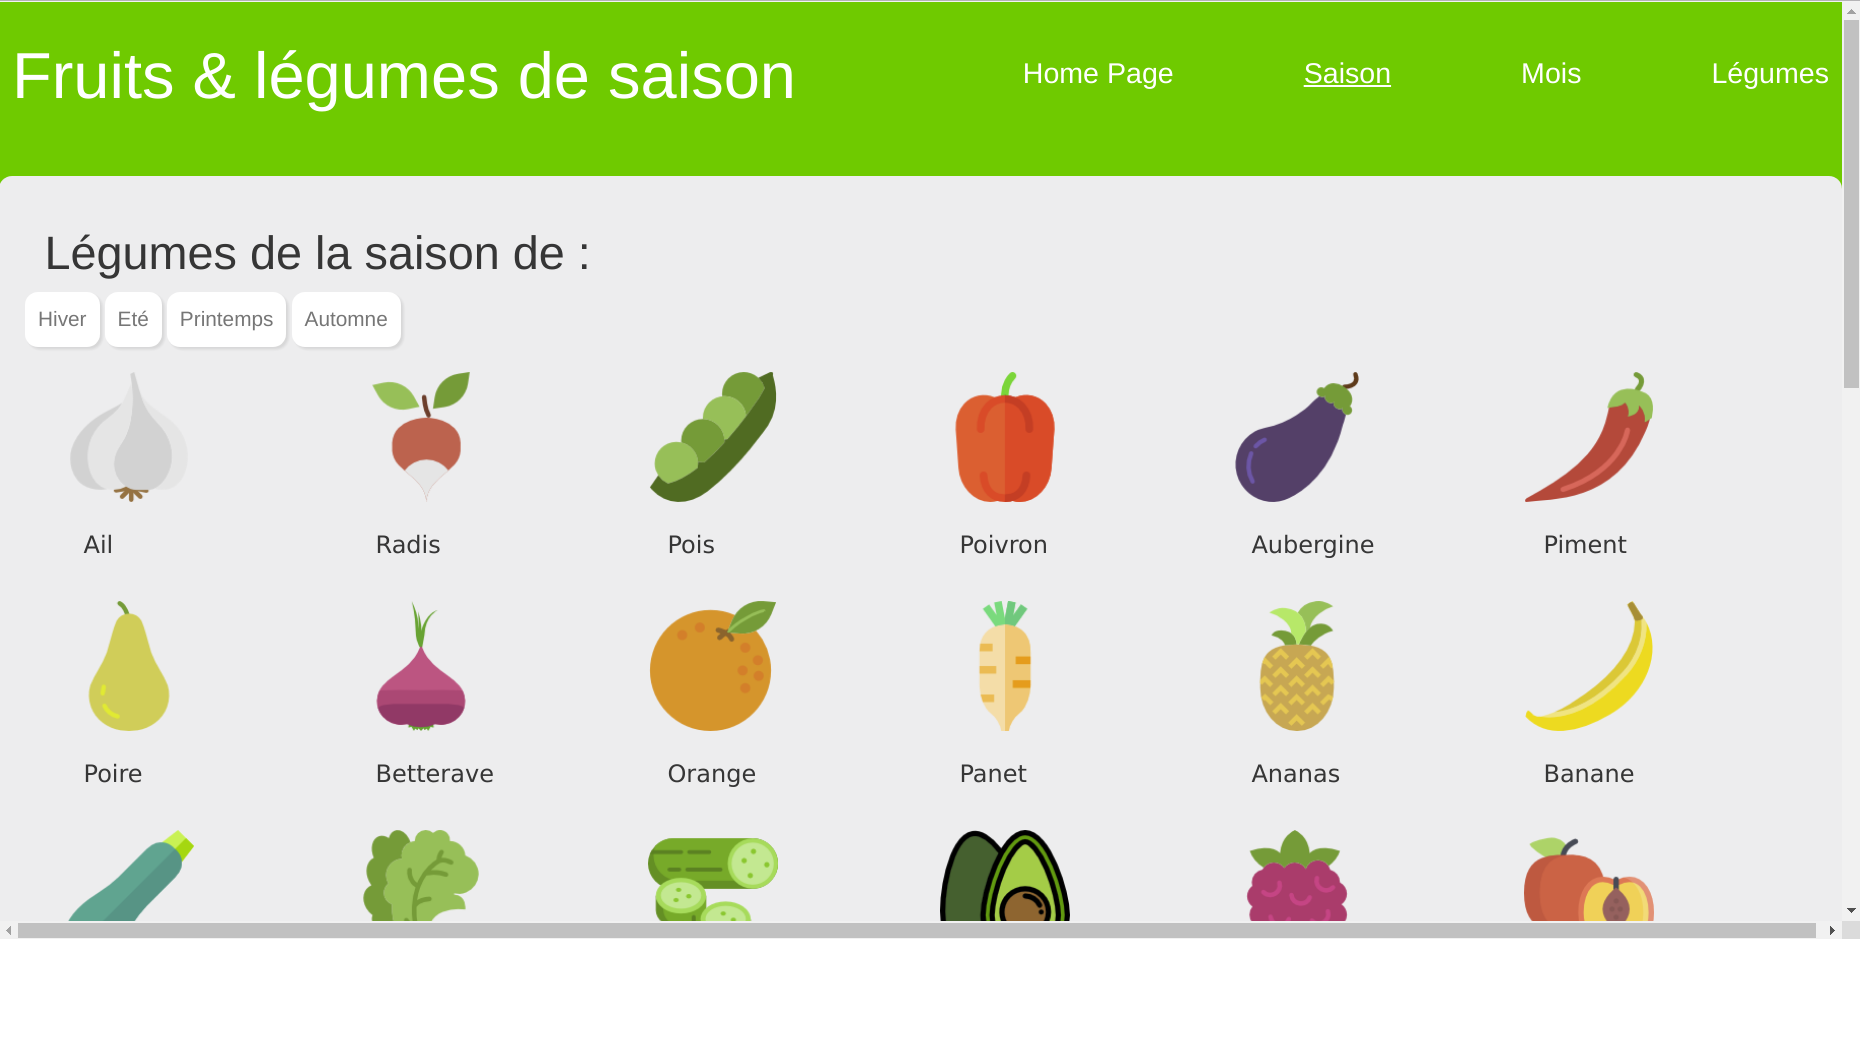 Fruits & légumes de saison
Home Page
Saison
Mois
Légumes
Légumes de la saison de :
Hiver
Eté
Printemps
Automne
Ail
Radis
Pois
Poivron
Aubergine
Piment
Poire
Betterave
Orange
Panet
Ananas
Banane